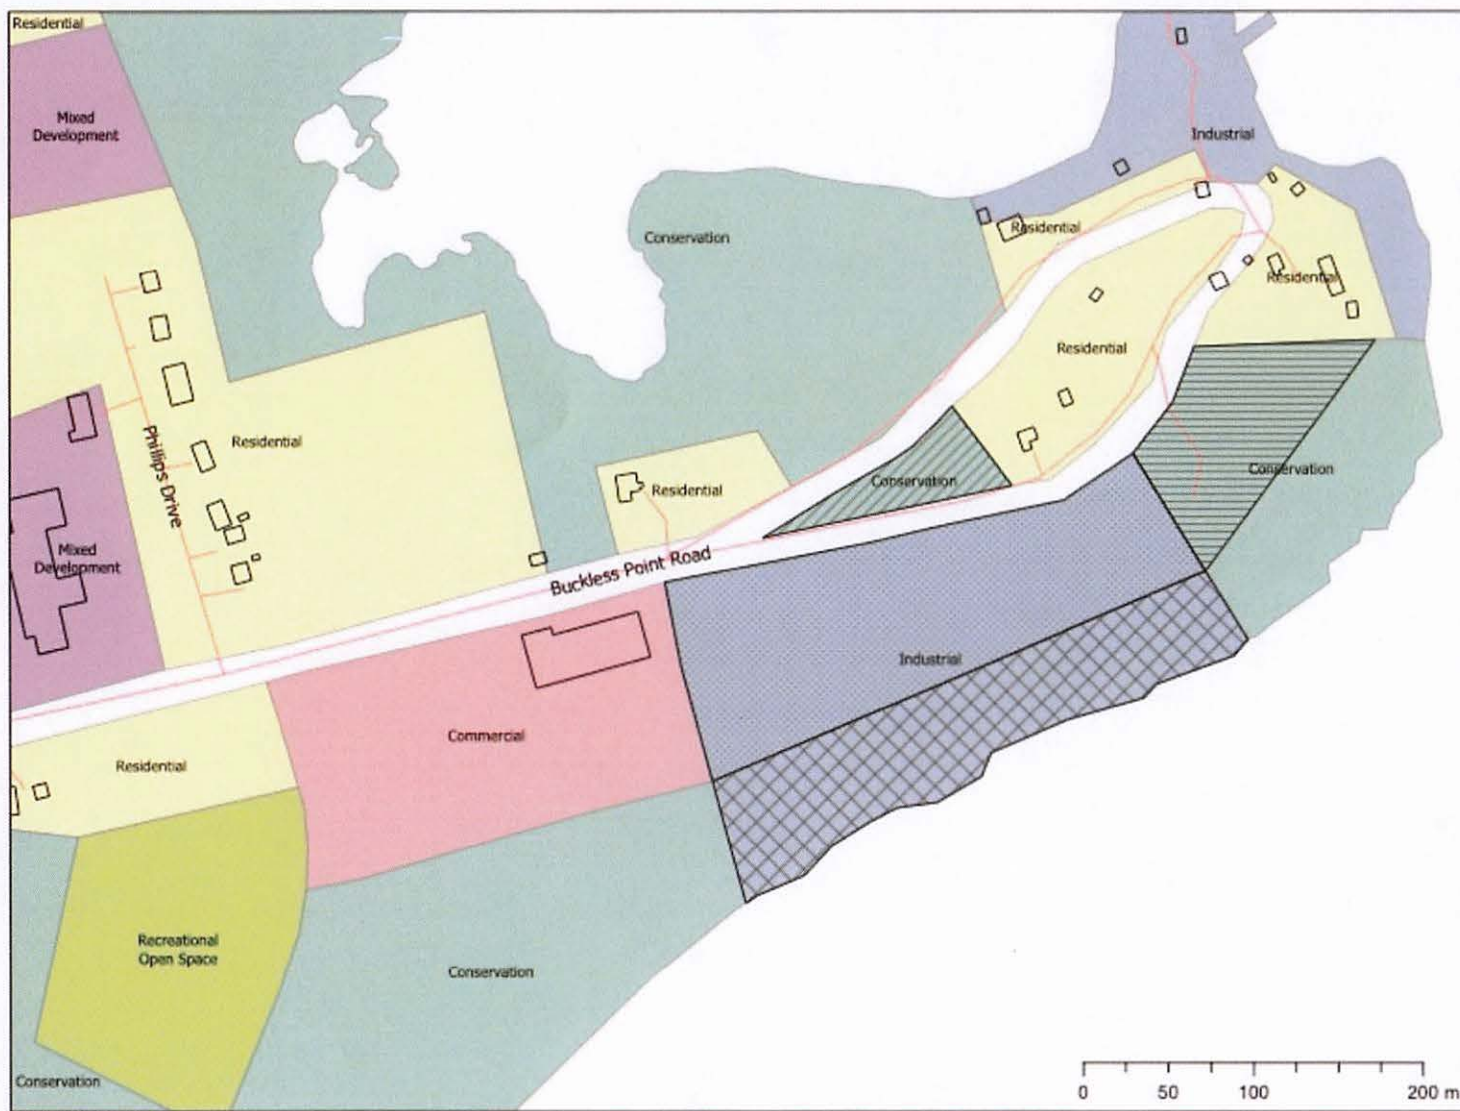 Residential
Mixed
Development
Industrial
Conservation
Residential
Residential
Residential
Residential
Phillips Drive
Conservation
Conservation
Residential
Mixed
Development
Buckless Point Road
Industrial
Commercial
Residential
Recreational
Open Space
Conservation
Conservation
0 50 100 200 m